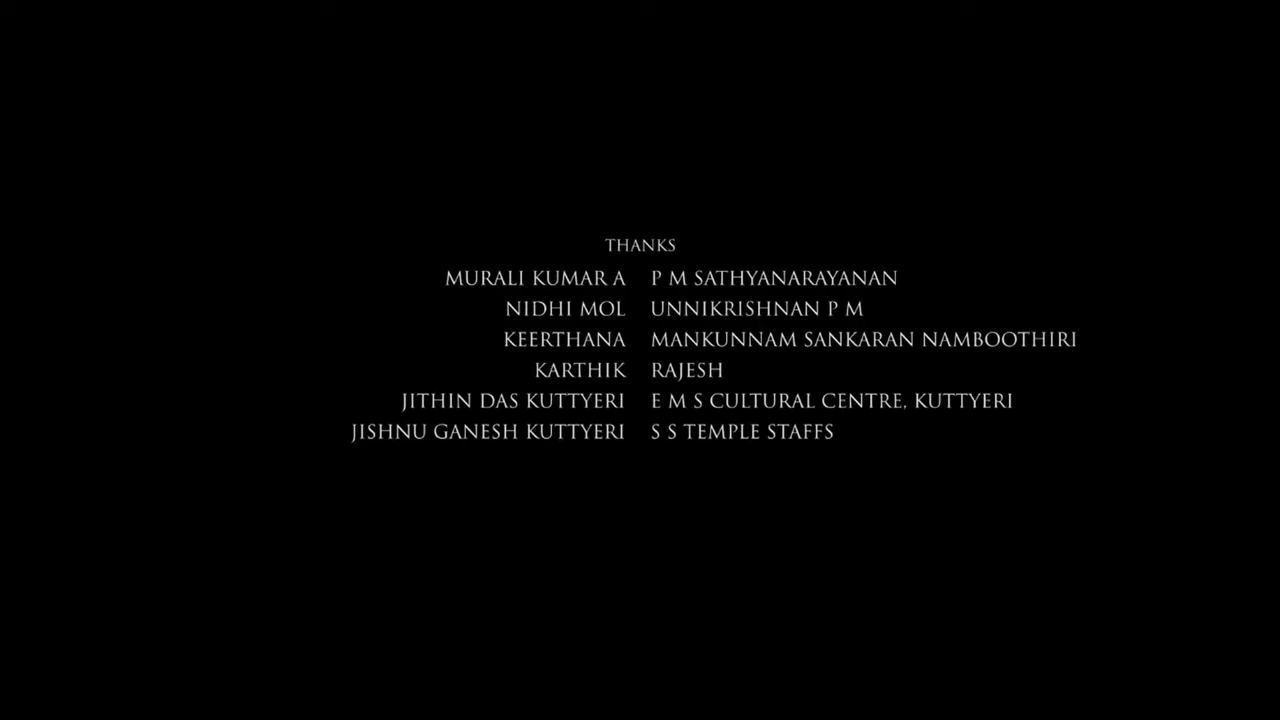 THANKS
MURALI KUMAR A P M SATHYANARAYANAN
NIDHI MOL UNNIKRISHNAN P M
KEERTHANA MANKUNNAM SANKARAN NAMBOOTHIRI
KARTHIK RAJESH
JITHIN DAS KUTTYERI E M S CULTURAL CENTRE, KUTTYERI
JISHNU GANESH KUTTYERI S S TEMPLE STAFFS